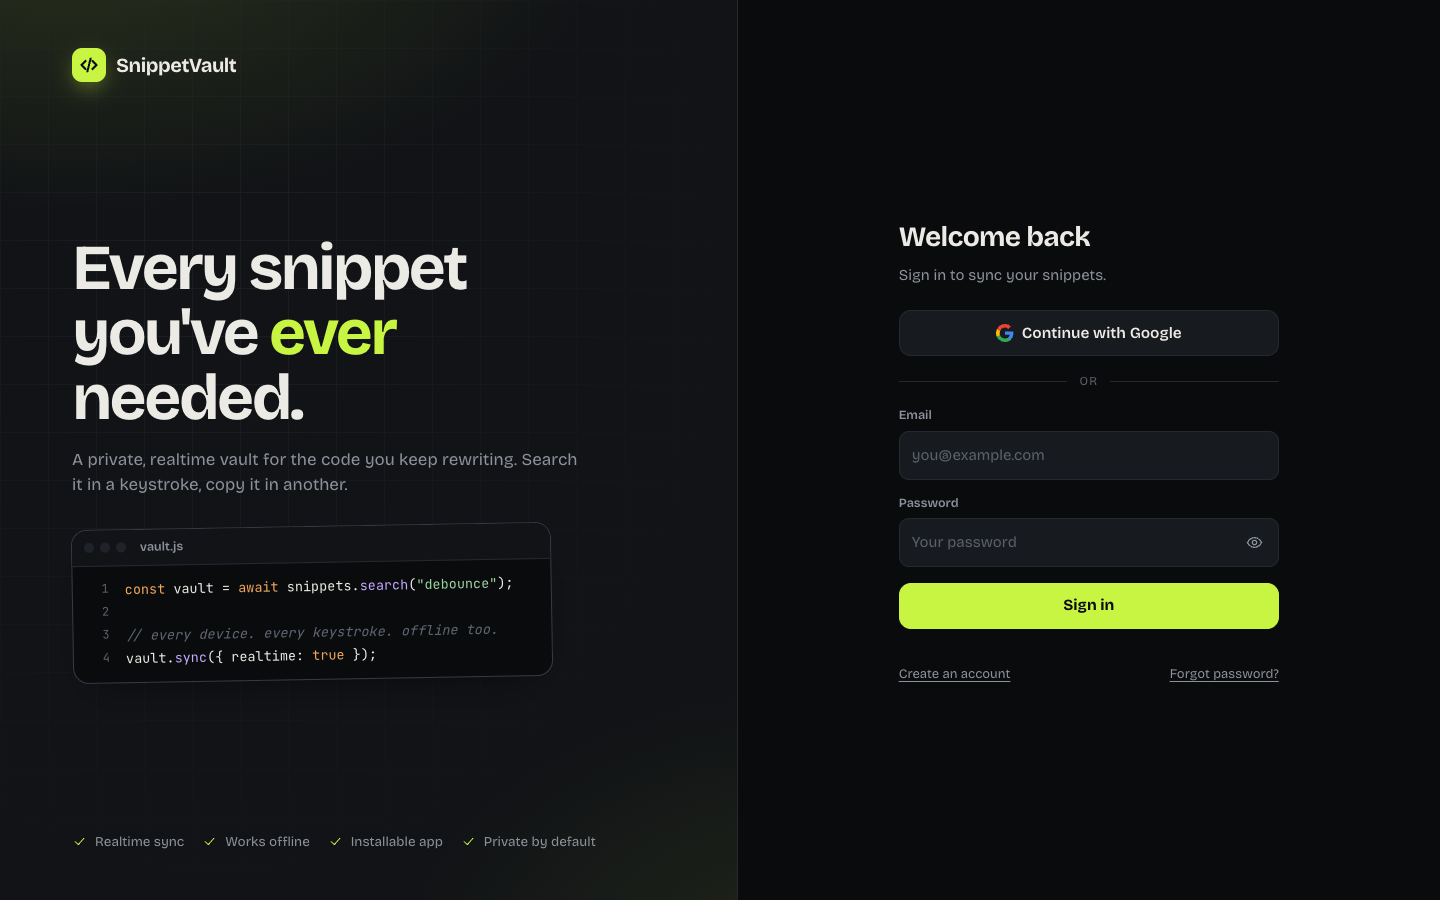 SnippetVault
Every snippet
you've ever
needed.
A private, realtime vault for the code you keep rewriting. Search
it in a keystroke, copy it in another.
vault.js
1 const vault = await snippets.search("debounce");
2
3 // every device. every keystroke. offline too.
4 vault.sync({ realtime: true });
Realtime sync
Works offline
Installable app
Private by default
Welcome back
Sign in to sync your snippets.
Continue with Google
OR
Email
you@example.com
Password
Your password
Sign in
Create an account
Forgot password?